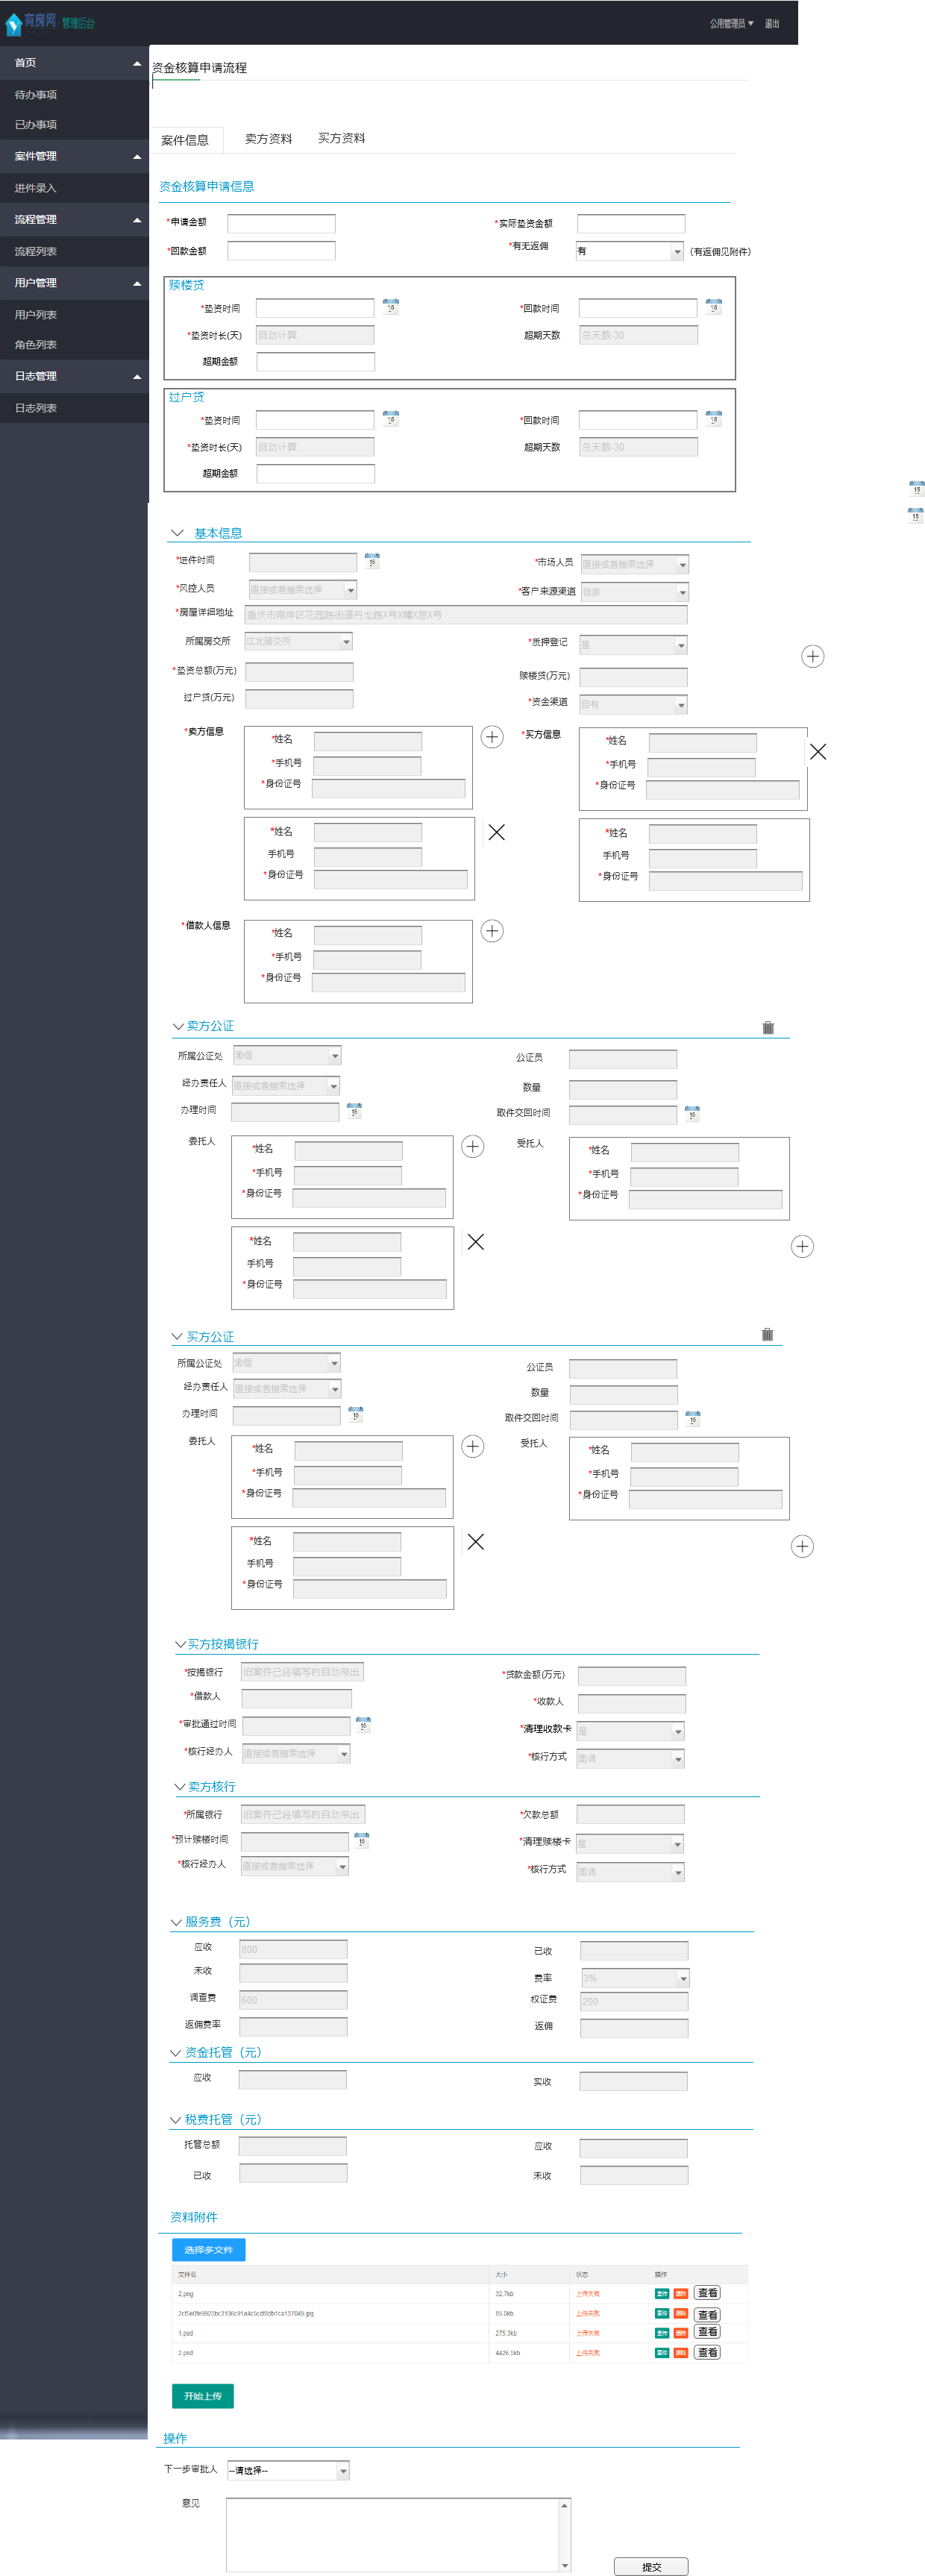 育房网 管理后台 公用管理员 退出
首页
待办事项
已办事项
案件管理
进件录入
流程管理
流程列表
用户管理
用户列表
角色列表
日志管理
日志列表
资金核算申请流程
案件信息 卖方资料 买方资料
资金核算申请信息
*申请金额 *实际垫资金额
*回款金额 *有无返佣 有 (有返佣见附件)
赎楼贷
*垫资时间 *回款时间
*垫资时长(天) 自动计算 超期天数 总天数-30
超期金额
过户贷
*垫资时间 *回款时间
*垫资时长(天) 自动计算 超期天数 总天数-30
超期金额
基本信息
*进件时间 *市场人员 直接或者搜索选择
*风控人员 直接或者搜索选择 *客户来源渠道 链家
*房屋详细地址 重庆市南岸区花园路街道丹龙路X号X幢X层X号
所属房交所 江北房交所 *质押登记 是
*垫资总额(万元) 赎楼贷(万元)
过户贷(万元) *资金渠道 自有
*卖方信息 *姓名 *买方信息 *姓名
*手机号 *手机号
*身份证号 *身份证号
*姓名 *姓名
手机号 手机号
*身份证号 *身份证号
*借款人信息 *姓名
*手机号
*身份证号
卖方公证
所属公证处 渝信 公证员
经办责任人 直接或者搜索选择 数量
办理时间 取件交回时间
委托人 *姓名 受托人 *姓名
*手机号 *手机号
*身份证号 *身份证号
*姓名
手机号
*身份证号
买方公证
所属公证处 渝信 公证员
经办责任人 直接或者搜索选择 数量
办理时间 取件交回时间
委托人 *姓名 受托人 *姓名
*手机号 *手机号
*身份证号 *身份证号
*姓名
手机号
*身份证号
买方按揭银行
*按揭银行 旧案件已经填写的自动带出 *贷款金额(万元)
*借款人 *收款人
*审批通过时间 *清理收款卡 是
*核行经办人 直接或者搜索选择 *核行方式 面调
卖方核行
*所属银行 旧案件已经填写的自动带出 *欠款总额
*预计赎楼时间 *清理赎楼卡 是
*核行经办人 直接或者搜索选择 *核行方式 面调
服务费（元）
应收 800 已收
未收 费率 3%
调查费 600 权证费 200
返佣费率 返佣
资金托管（元）
应收 实收
税费托管（元）
托管总额 应收
已收 未收
资料附件
选择多文件
文件名 大小 状态 操作
2.png 32.7kb 上传失败 重传 删除 查看
上传失败 重传 删除 查看
1.psd 275.3kb 上传失败 重传 删除 查看
2.psd 上传失败 重传 删除 查看
开始上传
操作
下一步审批人 --请选择--
意见
提交